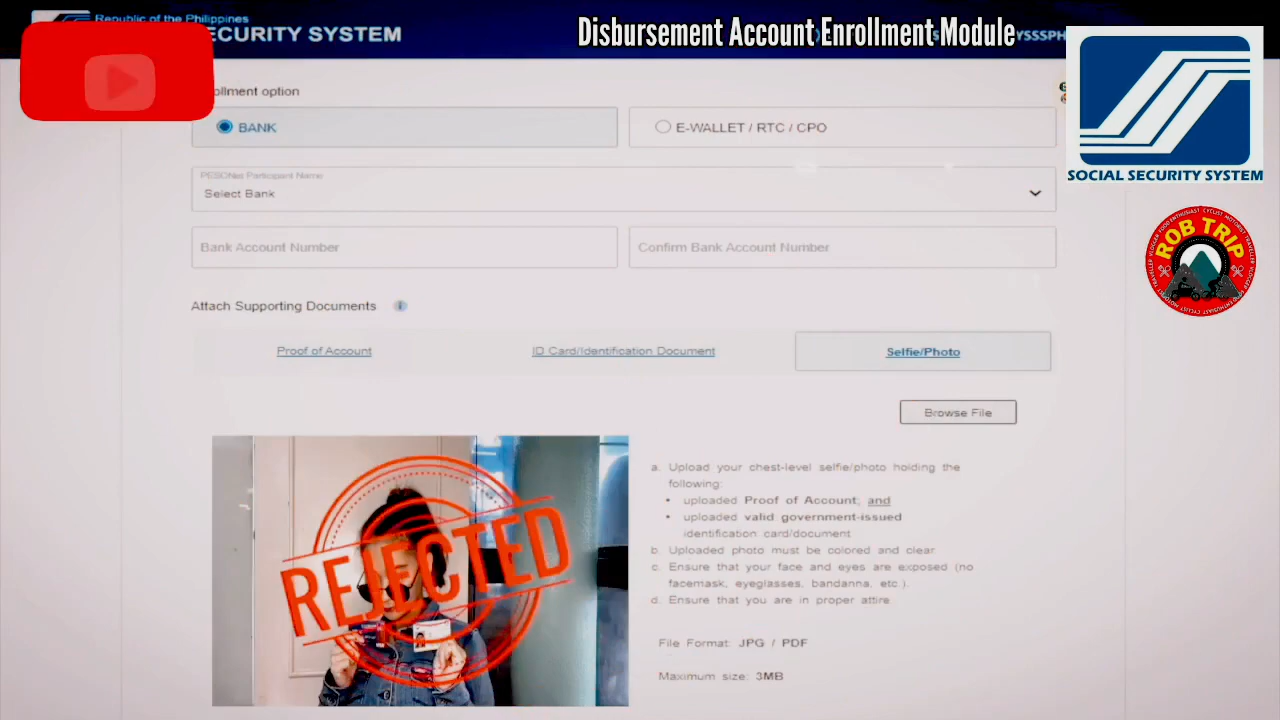 Republic of the Philippines
ECURITY SYSTEM
Disbursement Account Enrollment Module
YSSSPH
ollment option
BANK
E-WALLET / RTC / CPO
PESONet Participant Name
Select Bank
SOCIAL SECURITY SYSTEM
ROB TRIP
Bank Account Number
Confirm Bank Account Number
Attach Supporting Documents
Proof of Account
ID Card/Identification Document
Selfie/Photo
Browse File
REJECTED
a. Upload your chest-level selfie/photo holding the
following:
• uploaded Proof of Account; and
• uploaded valid government-issued
identification card/document
b. Uploaded photo must be colored and clear
c. Ensure that your face and eyes are exposed (no
facemask, eyeglasses, bandanna, etc.).
d. Ensure that you are in proper attire.
File Format: JPG / PDF
Maximum size: 3MB